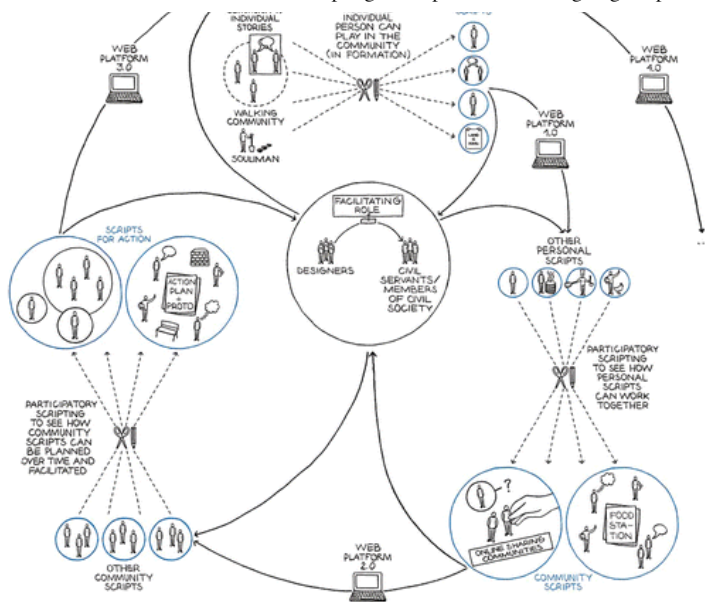 INDIVIDUAL
STORIES
INDIVIDUAL
PERSON CAN
PLAY IN THE
COMMUNITY
(IN FORMATION)
WEB
PLATFORM
3.0
WEB
PLATFORM
4.0
WALKING
COMMUNITY
SOULIMAN
WEB
PLATFORM
1.0
FACILITATING
ROLE
DESIGNERS
CIVIL
SERVANTS/
MEMBERS
OF CIVIL
SOCIETY
SCRIPTS
FOR ACTION
ACTION
PLAN
+
PROTO
OTHER
PERSONAL
SCRIPTS
PARTICIPATORY
SCRIPTING
TO SEE HOW
PERSONAL
SCRIPTS
CAN WORK
TOGETHER
PARTICIPATORY
SCRIPTING
TO SEE HOW
COMMUNITY
SCRIPTS CAN
BE PLANNED
OVER TIME AND
FACILITATED
OTHER
COMMUNITY
SCRIPTS
WEB
PLATFORM
2.0
?
ONLINE SHARING
COMMUNITIES
FOOD
STA-
TION
COMMUNITY
SCRIPTS